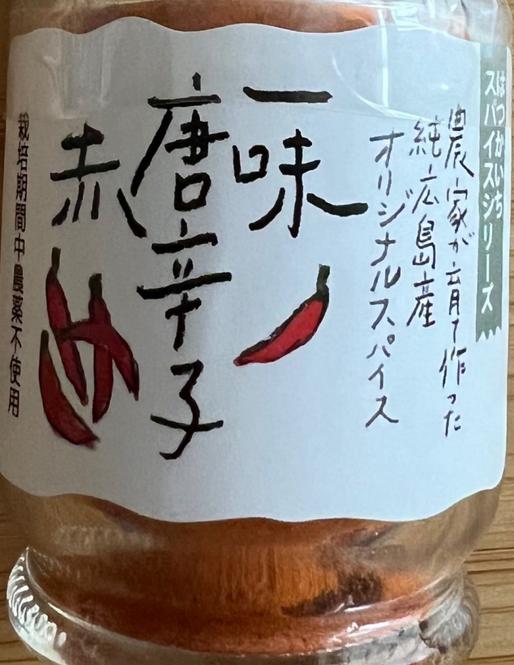 はつかいち
スパイスシリーズ
農家が育て作った
純広島産
オリジナルスパイス
一味
唐辛子
赤
栽培期間中農薬不使用